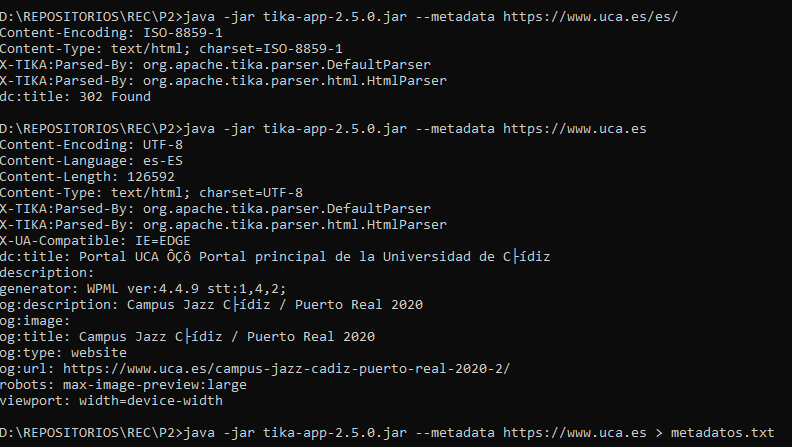 D:\REPOSITORIOS\REC\P2>java -jar tika-app-2.5.0.jar --metadata https://www.uca.es/es/
Content-Encoding: ISO-8859-1
Content-Type: text/html; charset=ISO-8859-1
X-TIKA:Parsed-By: org.apache.tika.parser.DefaultParser
X-TIKA:Parsed-By: org.apache.tika.parser.html.HtmlParser
dc:title: 302 Found
D:\REPOSITORIOS\REC\P2>java -jar tika-app-2.5.0.jar --metadata https://www.uca.es
Content-Encoding: UTF-8
Content-Language: es-ES
Content-Length: 126592
Content-Type: text/html; charset=UTF-8
X-TIKA:Parsed-By: org.apache.tika.parser.DefaultParser
X-TIKA:Parsed-By: org.apache.tika.parser.html.HtmlParser
X-UA-Compatible: IE=EDGE
dc:title: Portal UCA ÔÇô Portal principal de la Universidad de C├ídiz
description:
generator: WPML ver:4.4.9 stt:1,4,2;
og:description: Campus Jazz C├ídiz / Puerto Real 2020
og:image:
og:title: Campus Jazz C├ídiz / Puerto Real 2020
og:type: website
og:url: https://www.uca.es/campus-jazz-cadiz-puerto-real-2020-2/
robots: max-image-preview:large
viewport: width=device-width
D:\REPOSITORIOS\REC\P2>java -jar tika-app-2.5.0.jar --metadata https://www.uca.es > metadatos.txt